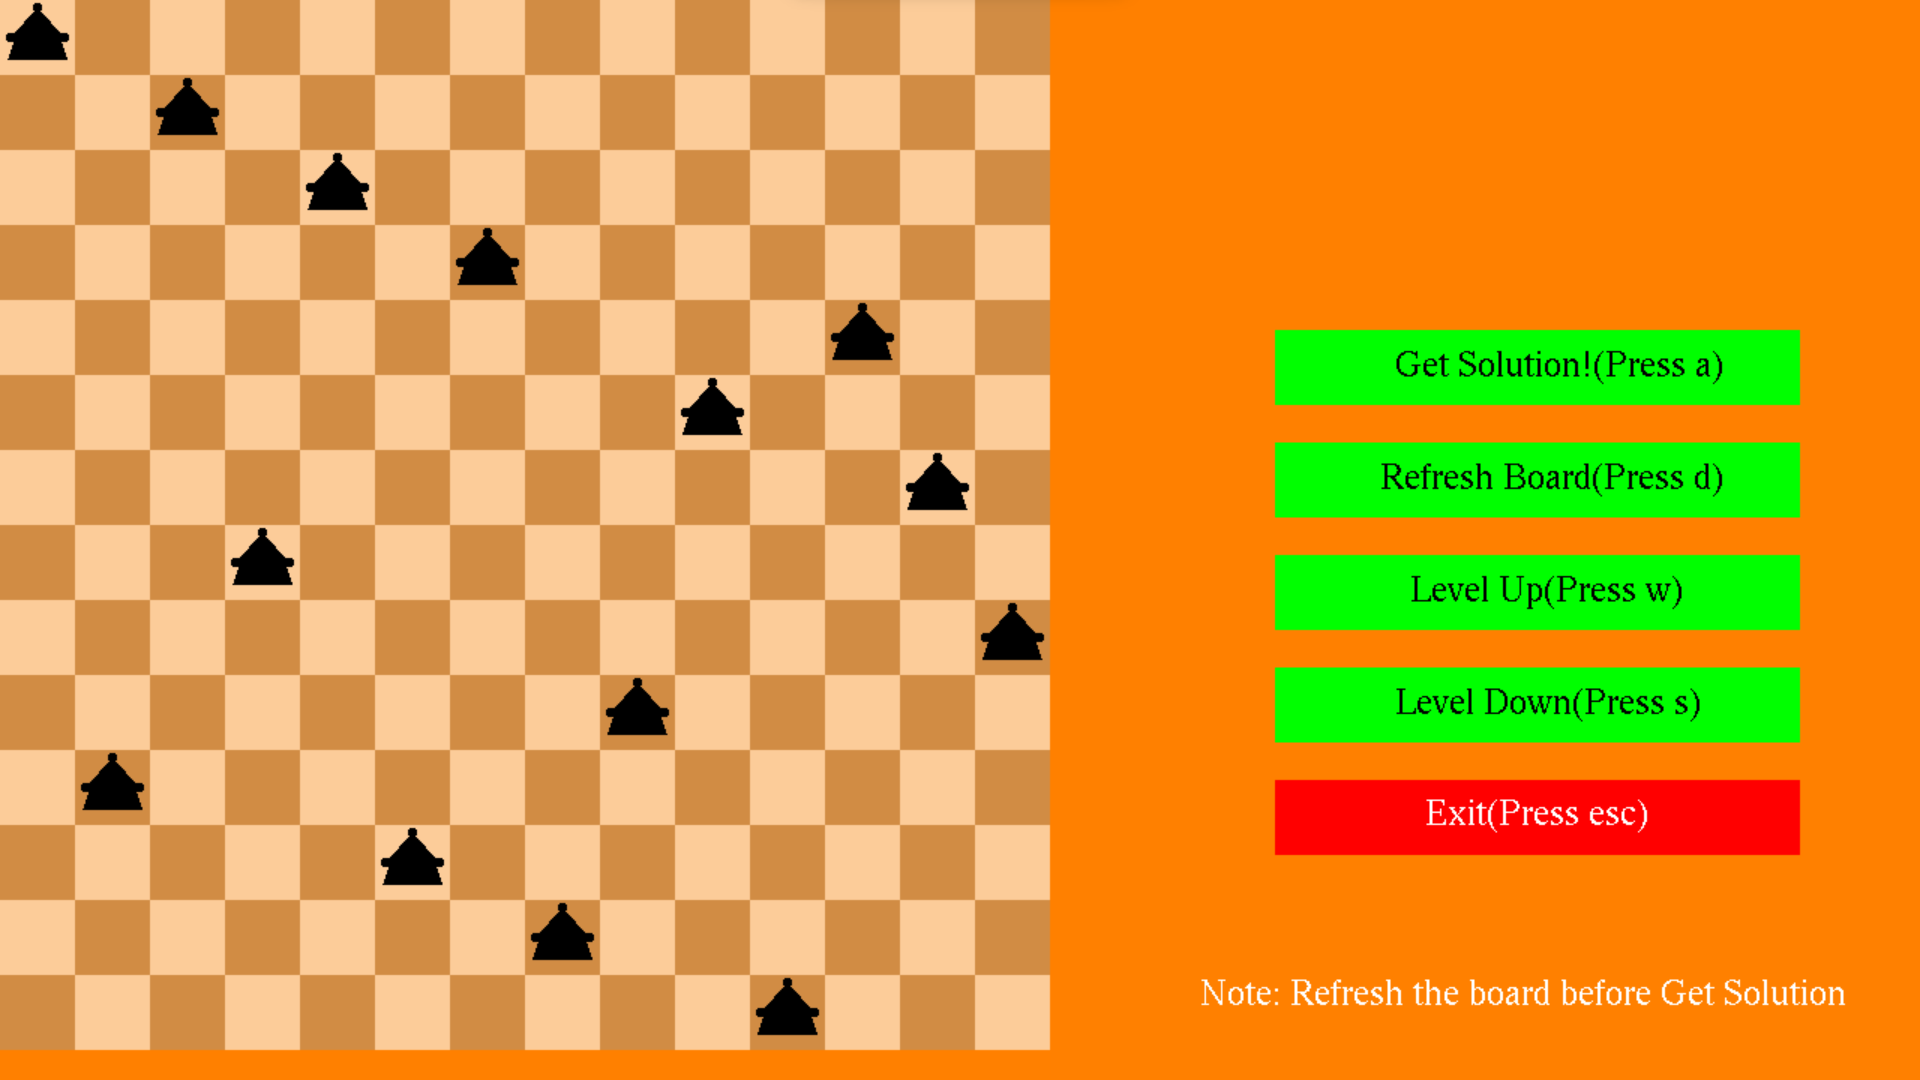 Get Solution!(Press a)
Refresh Board(Press d)
Level Up(Press w)
Level Down(Press s)
Exit(Press esc)
Note: Refresh the board before Get Solution